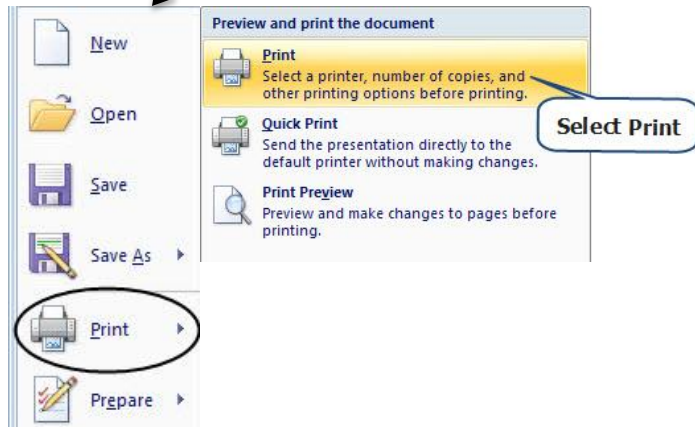 New
Open
Save
Save As
Print
Prepare
Preview and print the document
Print
Select a printer, number of copies, and
other printing options before printing.
Quick Print
Send the presentation directly to the
default printer without making changes.
Print Preview
Preview and make changes to pages before
printing.
Select Print